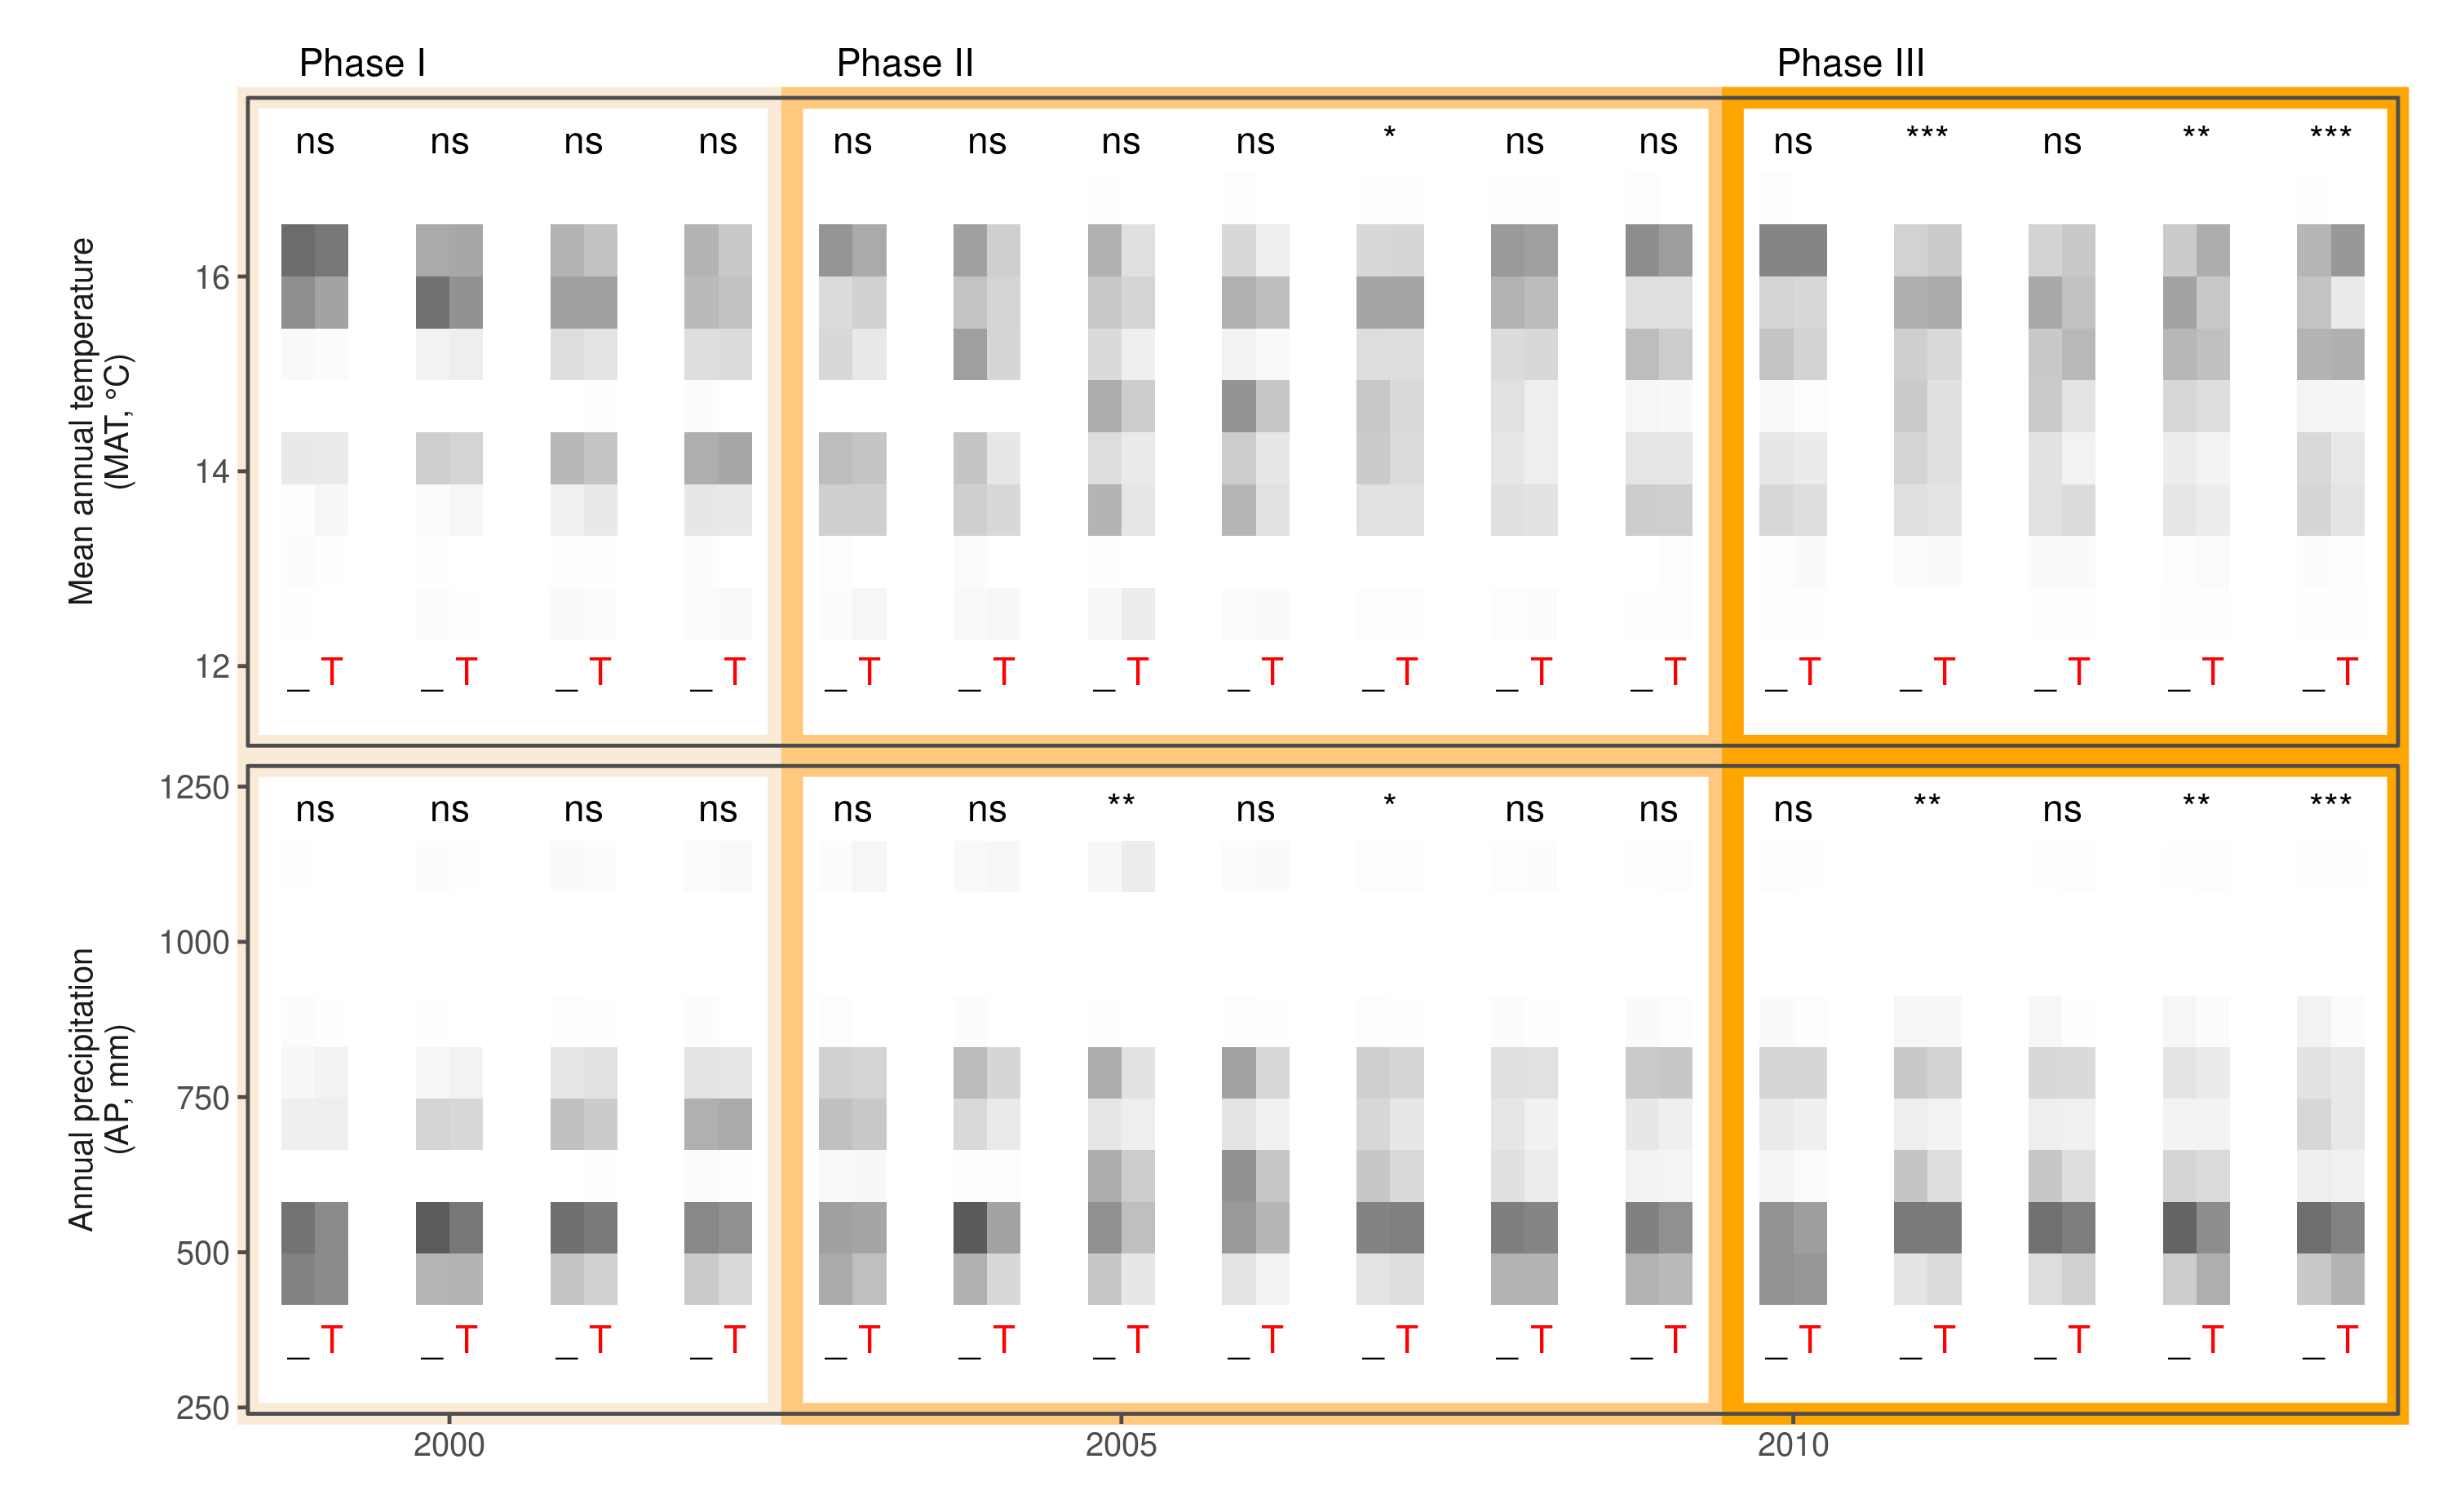 Phase I Phase II Phase III
ns ns ns ns ns ns ns ns * ns ns ns *** ns ** ***
Mean annual temperature
(MAT, °C)
16
14
12
_ T _ T _ T _ T _ T _ T _ T _ T _ T _ T _ T _ T _ T _ T _ T _ T
1250
ns ns ns ns ns ns ** ns * ns ns ns ** ns ** ***
Annual precipitation
(AP, mm)
1000
750
500
_ T _ T _ T _ T _ T _ T _ T _ T _ T _ T _ T _ T _ T _ T _ T _ T
250
2000 2005 2010